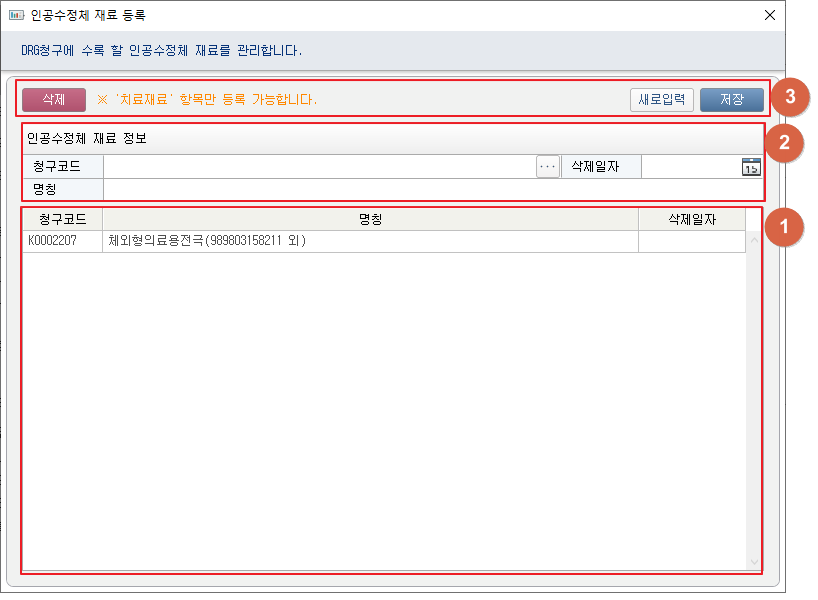 인공수정체 재료 등록
DRG청구에 수록 할 인공수정체 재료를 관리합니다.
삭제 ※ '치료재료' 항목만 등록 가능합니다. 새로입력 저장 3
인공수정체 재료 정보 2
청구코드 ... 삭제일자 15
명칭
청구코드 명칭 삭제일자 1
K0002207 체외형의료용전극(989803158211 외)